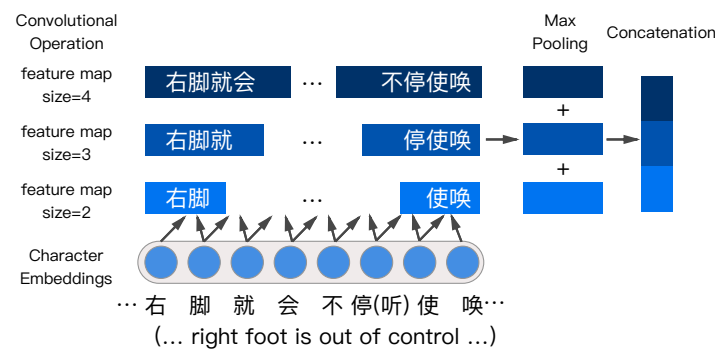 Convolutional Operation
Max Pooling
Concatenation
feature map size=4
右脚就会 … 不停使唤
+
feature map size=3
右脚就 … 停使唤
+
feature map size=2
右脚 … 使唤
Character Embeddings
… 右 脚 就 会 不 停(听) 使 唤…
(... right foot is out of control ...)